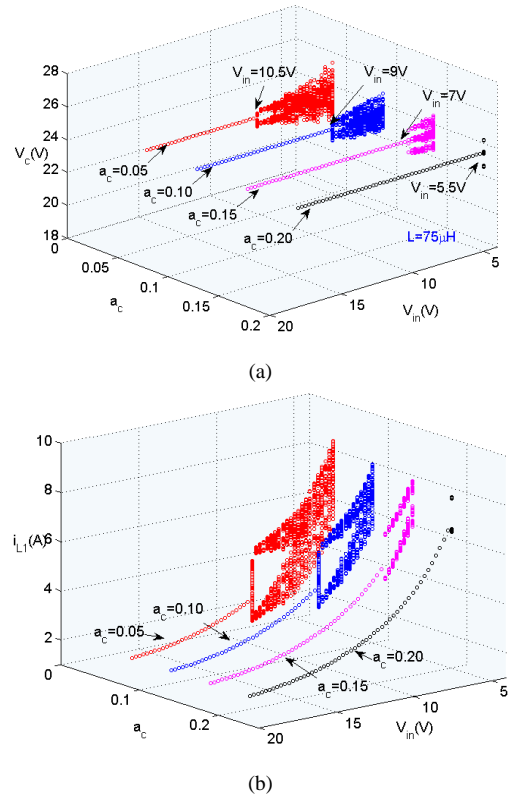 28
26
24
22
20
18
V_c(V)
V_in=10.5V
V_in=9V
V_in=7V
V_in=5.5V
a_c=0.05
a_c=0.10
a_c=0.15
a_c=0.20
L=75μH
0
0.05
0.1
0.15
0.2
a_c
20
15
10
5
V_in(V)
(a)
10
8
6
4
2
0
i_L1(A)
a_c=0.05
a_c=0.10
a_c=0.15
a_c=0.20
0.1
0.2
a_c
20
15
10
5
V_in(V)
(b)